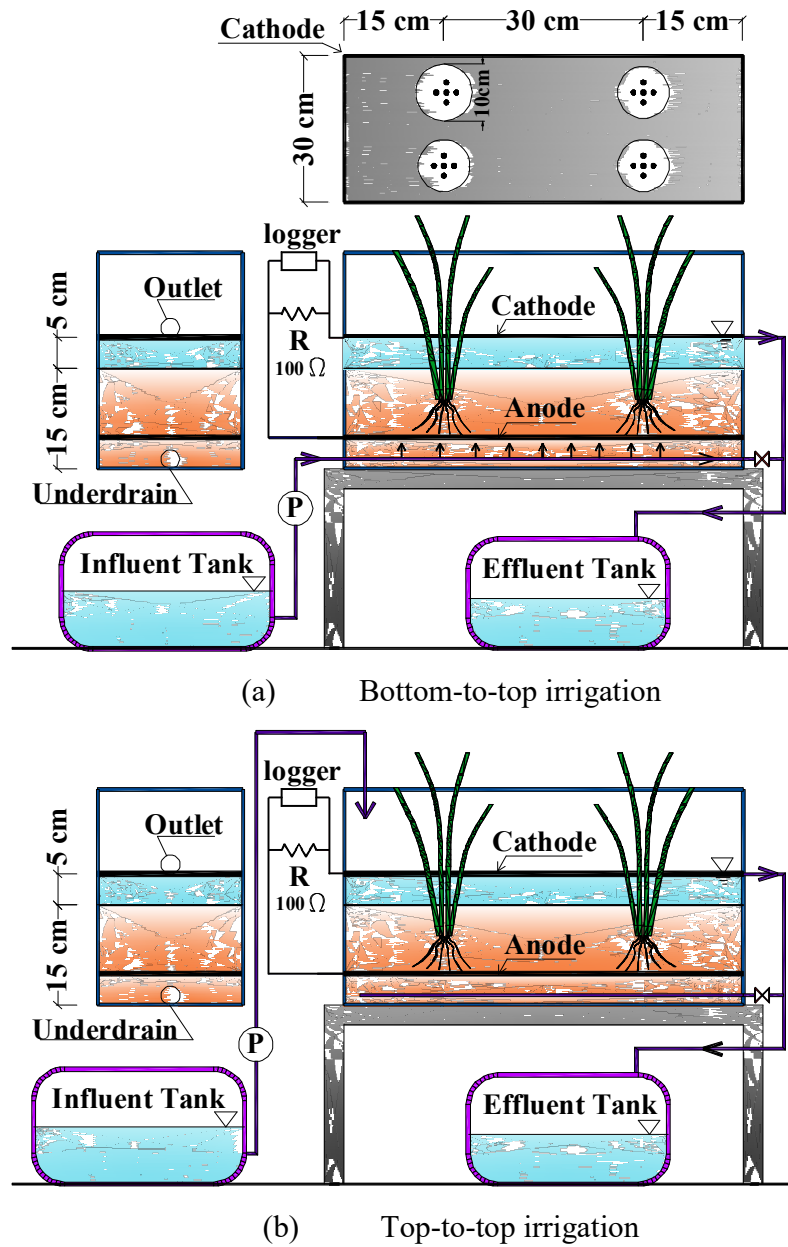 15 cm 30 cm 15 cm
Cathode
10cm
30 cm
logger
Outlet
Cathode
5 cm
R
100 Ω
15 cm
Anode
Underdrain
P
Influent Tank
Effluent Tank
(a) Bottom-to-top irrigation
logger
Outlet
Cathode
5 cm
R
100 Ω
15 cm
Anode
Underdrain
P
Influent Tank
Effluent Tank
(b) Top-to-top irrigation